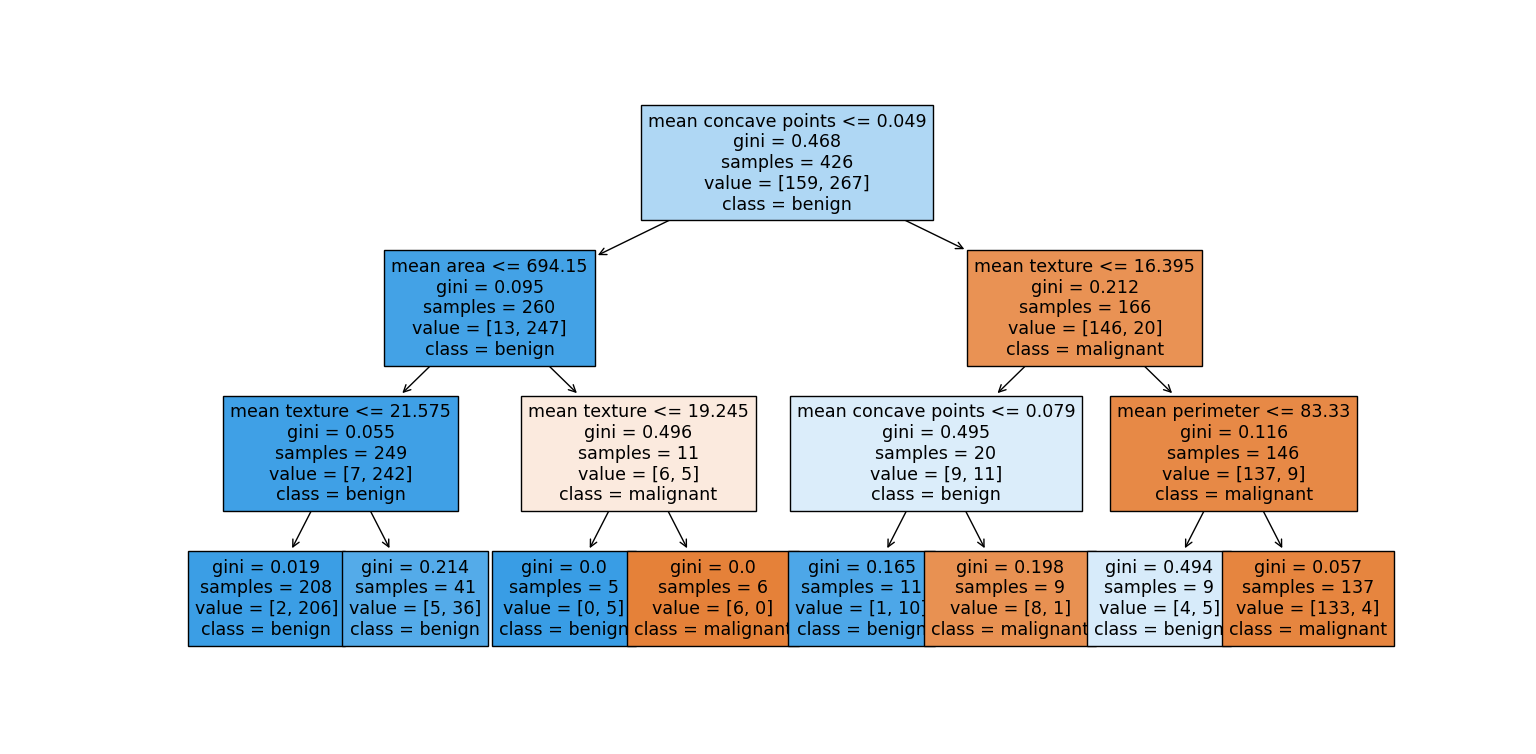 mean concave points <= 0.049
gini = 0.468
samples = 426
value = [159, 267]
class = benign
mean area <= 694.15
gini = 0.095
samples = 260
value = [13, 247]
class = benign
mean texture <= 16.395
gini = 0.212
samples = 166
value = [146, 20]
class = malignant
mean texture <= 21.575
gini = 0.055
samples = 249
value = [7, 242]
class = benign
mean texture <= 19.245
gini = 0.496
samples = 11
value = [6, 5]
class = malignant
mean concave points <= 0.079
gini = 0.495
samples = 20
value = [9, 11]
class = benign
mean perimeter <= 83.33
gini = 0.116
samples = 146
value = [137, 9]
class = malignant
gini = 0.019
samples = 208
value = [2, 206]
class = benign
gini = 0.214
samples = 41
value = [5, 36]
class = benign
gini = 0.0
samples = 5
value = [0, 5]
class = benign
gini = 0.0
samples = 6
value = [6, 0]
class = malignant
gini = 0.165
samples = 11
value = [1, 10]
class = benign
gini = 0.198
samples = 9
value = [8, 1]
class = malignant
gini = 0.494
samples = 9
value = [4, 5]
class = benign
gini = 0.057
samples = 137
value = [133, 4]
class = malignant